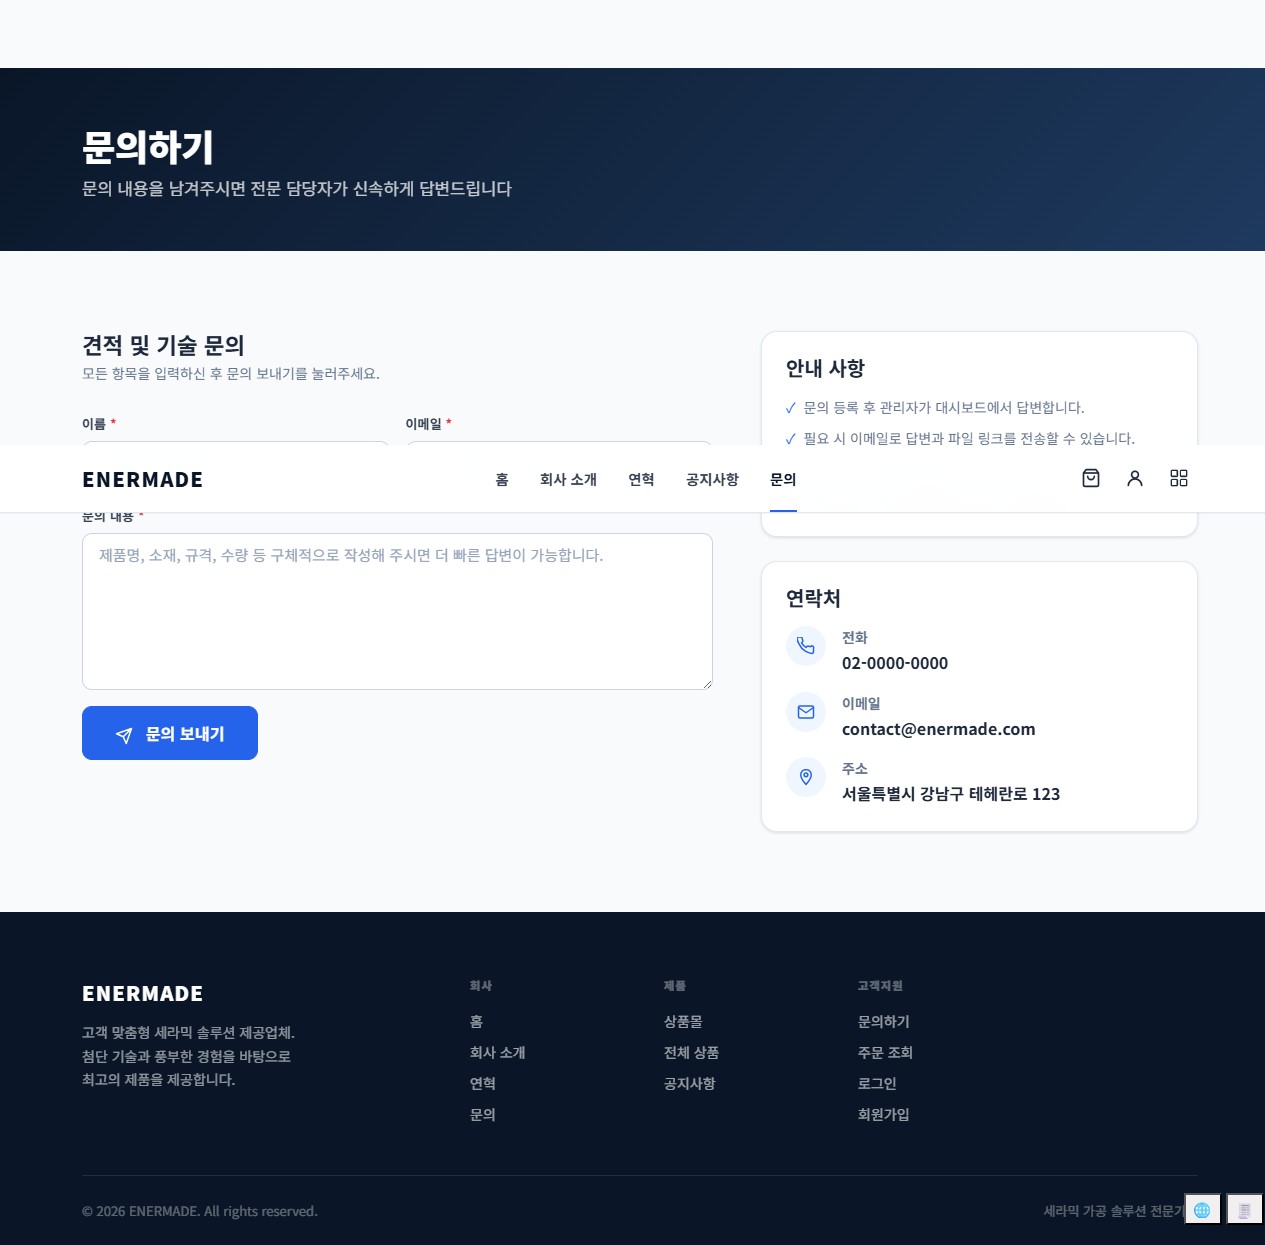 문의하기
문의 내용을 남겨주시면 전문 담당자가 신속하게 답변드립니다
견적 및 기술 문의
모든 항목을 입력하신 후 문의 보내기를 눌러주세요.
이름 *
이메일 *
안내 사항
✓ 문의 등록 후 관리자가 대시보드에서 답변합니다.
✓ 필요 시 이메일로 답변과 파일 링크를 전송할 수 있습니다.
ENERMADE
홈
회사 소개
연혁
공지사항
문의
문의 내용 *
제품명, 소재, 규격, 수량 등 구체적으로 작성해 주시면 더 빠른 답변이 가능합니다.
문의 보내기
연락처
전화
02-0000-0000
이메일
contact@enermade.com
주소
서울특별시 강남구 테헤란로 123
ENERMADE
고객 맞춤형 세라믹 솔루션 제공업체.
첨단 기술과 풍부한 경험을 바탕으로
최고의 제품을 제공합니다.
회사
홈
회사 소개
연혁
문의
제품
상품몰
전체 상품
공지사항
고객지원
문의하기
주문 조회
로그인
회원가입
© 2026 ENERMADE. All rights reserved.
세라믹 가공 솔루션 전문기